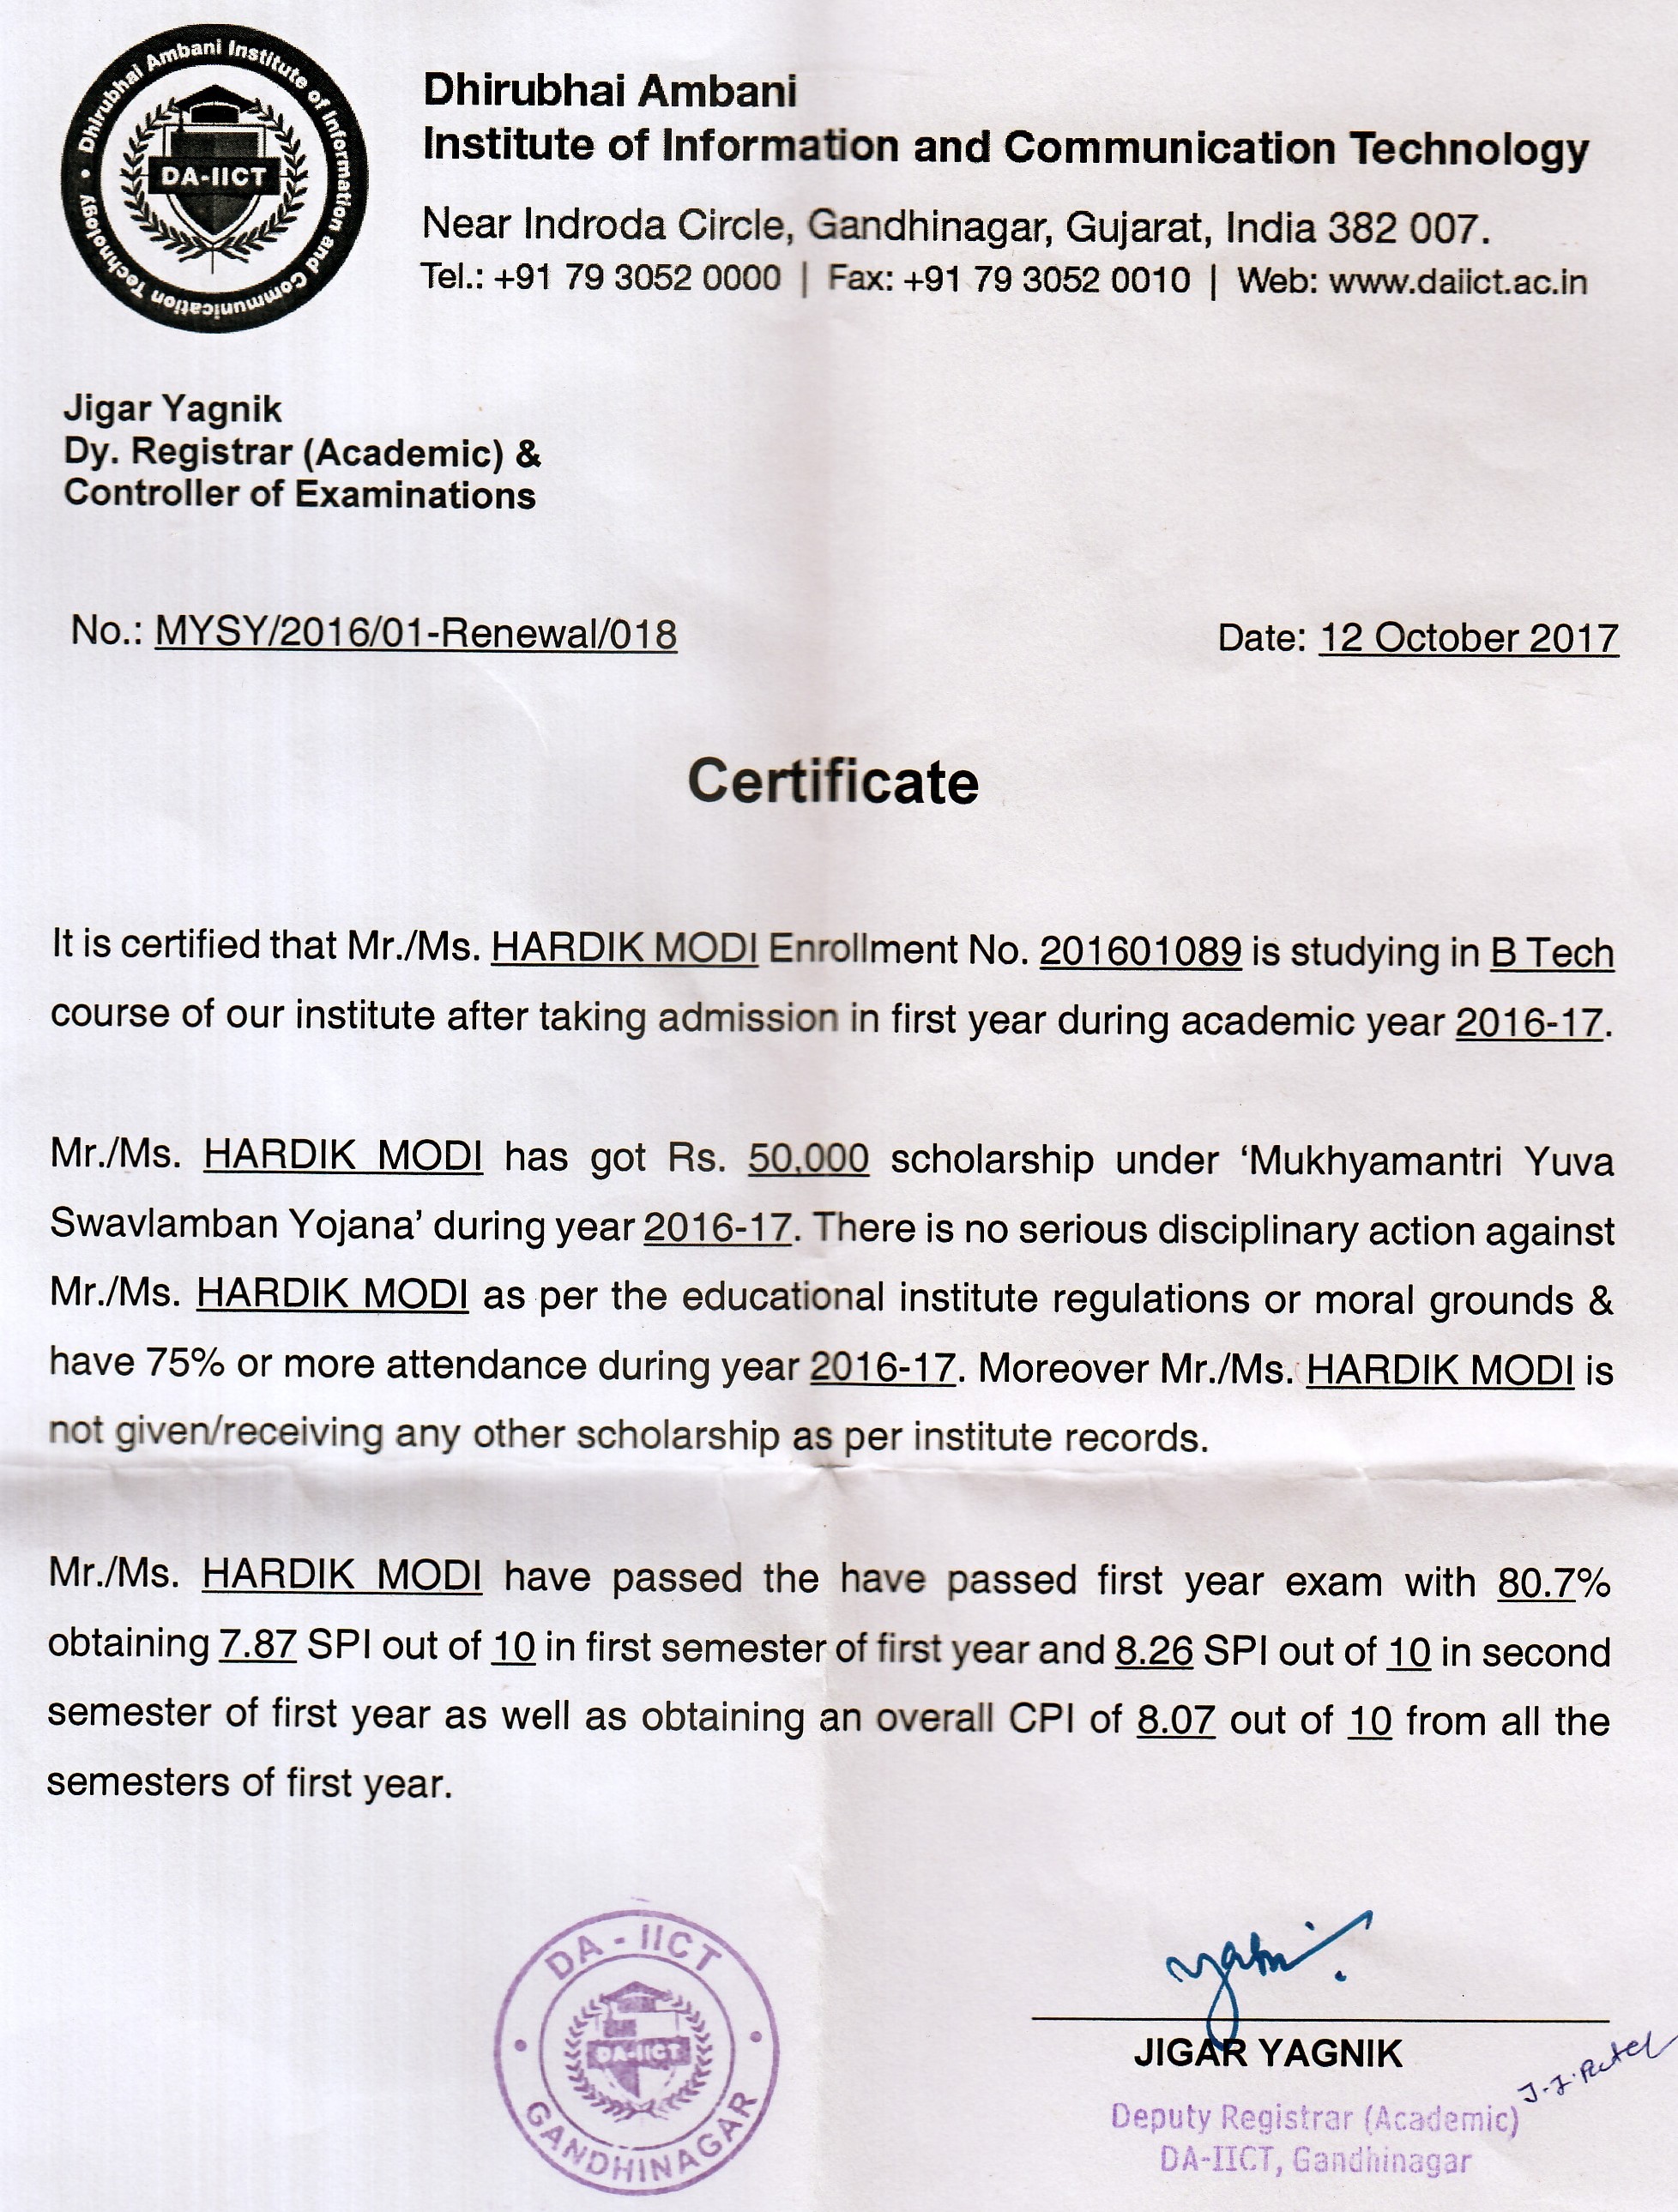 Dhirubhai Ambani Institute of Information and Communication Technology
DA-IICT
Dhirubhai Ambani
Institute of Information and Communication Technology
Near Indroda Circle, Gandhinagar, Gujarat, India 382 007.
Tel.: +91 79 3052 0000 | Fax: +91 79 3052 0010 | Web: www.daiict.ac.in
Jigar Yagnik
Dy. Registrar (Academic) &
Controller of Examinations
No.: MYSY/2016/01-Renewal/018 Date: 12 October 2017
Certificate
It is certified that Mr./Ms. HARDIK MODI Enrollment No. 201601089 is studying in B Tech
course of our institute after taking admission in first year during academic year 2016-17.
Mr./Ms. HARDIK MODI has got Rs. 50,000 scholarship under ‘Mukhyamantri Yuva
Swavlamban Yojana’ during year 2016-17. There is no serious disciplinary action against
Mr./Ms. HARDIK MODI as per the educational institute regulations or moral grounds &
have 75% or more attendance during year 2016-17. Moreover Mr./Ms. HARDIK MODI is
not given/receiving any other scholarship as per institute records.
Mr./Ms. HARDIK MODI have passed the have passed first year exam with 80.7%
obtaining 7.87 SPI out of 10 in first semester of first year and 8.26 SPI out of 10 in second
semester of first year as well as obtaining an overall CPI of 8.07 out of 10 from all the
semesters of first year.
DA - IICT
DA-IICT
GANDHINAGAR
JIGAR YAGNIK
J.J.Patel
Deputy Registrar (Academic)
DA-IICT, Gandhinagar